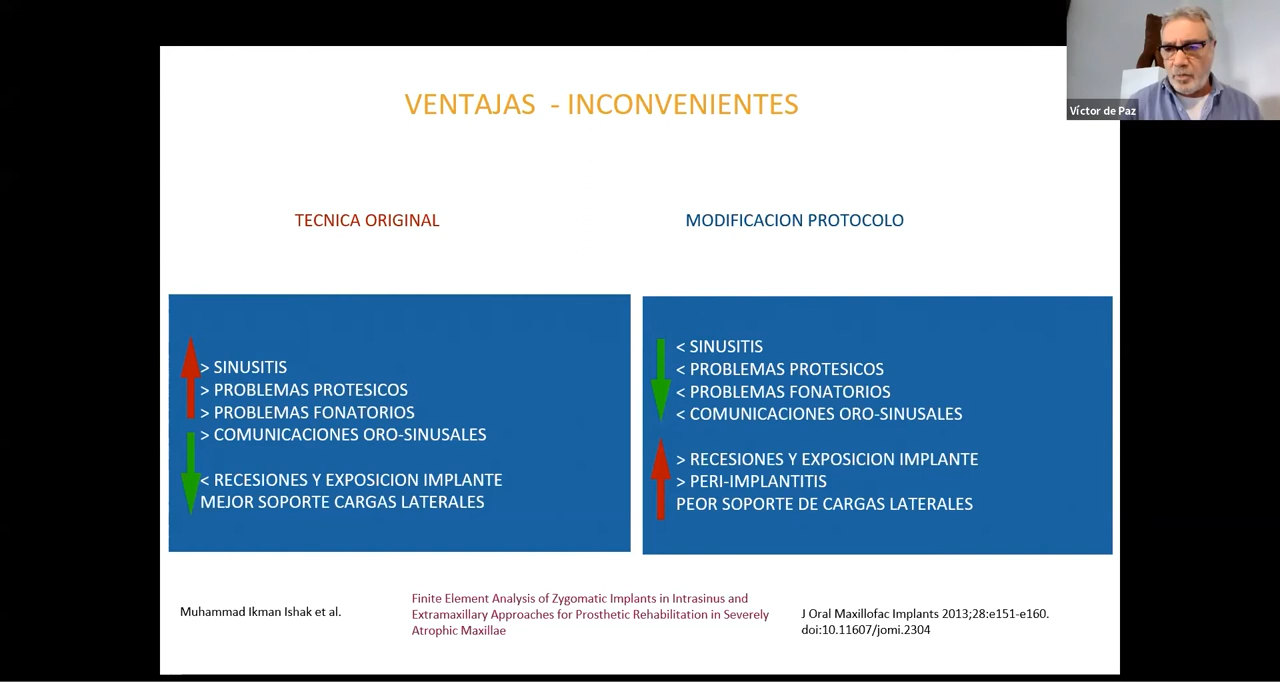 VENTAJAS - INCONVENIENTES
Víctor de Paz
TECNICA ORIGINAL
MODIFICACION PROTOCOLO
> SINUSITIS
> PROBLEMAS PROTESICOS
> PROBLEMAS FONATORIOS
> COMUNICACIONES ORO-SINUSALES
< RECESIONES Y EXPOSICION IMPLANTE
MEJOR SOPORTE CARGAS LATERALES
< SINUSITIS
< PROBLEMAS PROTESICOS
< PROBLEMAS FONATORIOS
< COMUNICACIONES ORO-SINUSALES
> RECESIONES Y EXPOSICION IMPLANTE
> PERI-IMPLANTITIS
PEOR SOPORTE DE CARGAS LATERALES
Muhammad Ikman Ishak et al.
Finite Element Analysis of Zygomatic Implants in Intrasinus and
Extramaxillary Approaches for Prosthetic Rehabilitation in Severely
Atrophic Maxillae
J Oral Maxillofac Implants 2013;28:e151-e160.
doi:10.11607/jomi.2304